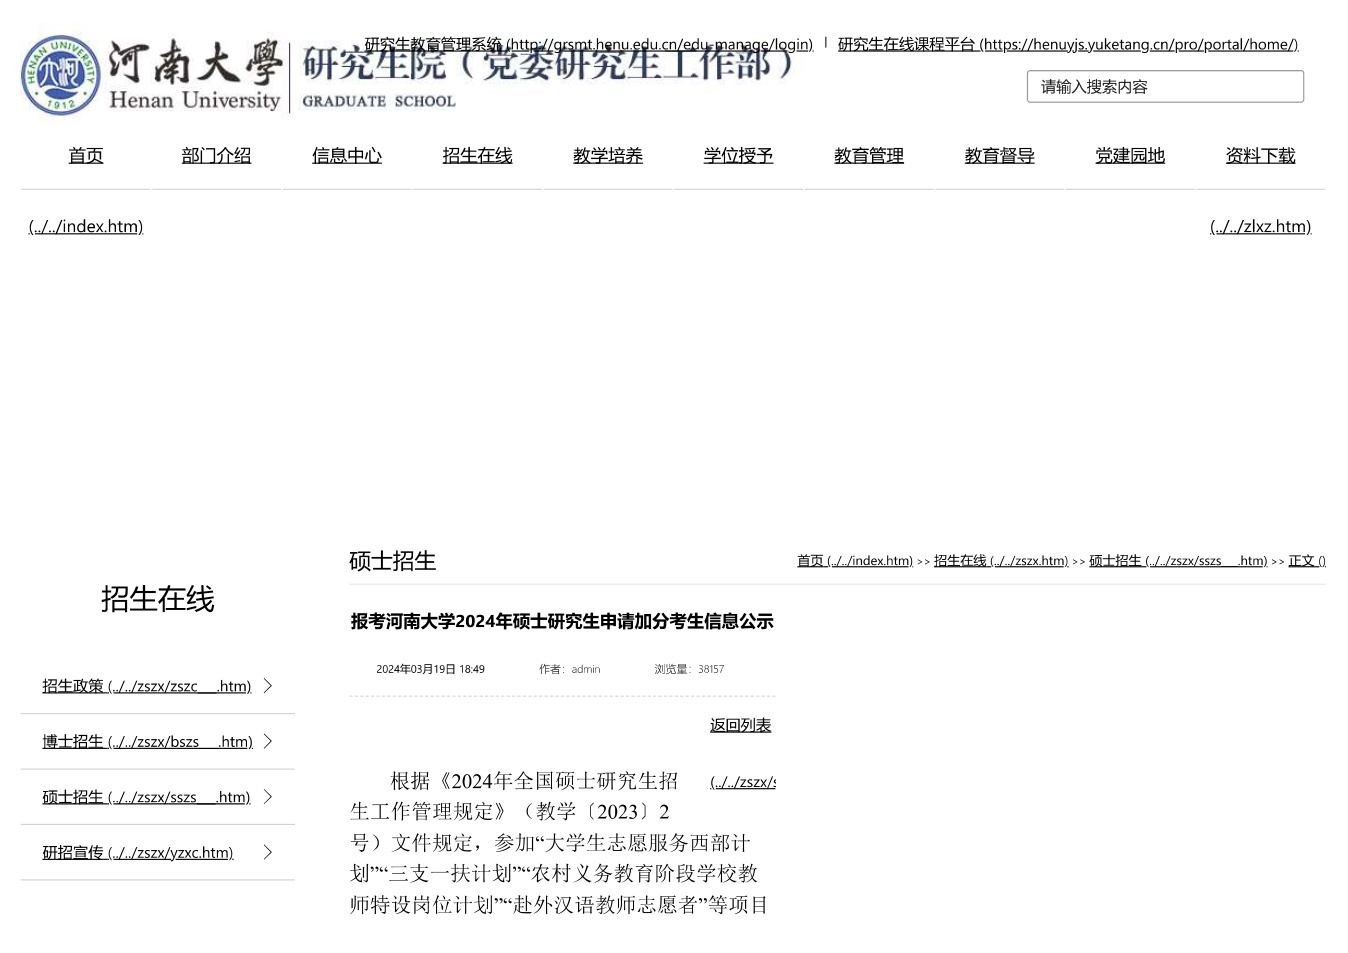 研究生教育管理系统 (http://grsmt.henu.edu.cn/edu_manage/login) | 研究生在线课程平台 (https://henuyjs.yuketang.cn/pro/portal/home/)
HENAN UNIVERSITY
1912
河南大學
Henan University
研究生院（党委研究生工作部）
GRADUATE SCHOOL
请输入搜索内容
首页 部门介绍 信息中心 招生在线 教学培养 学位授予 教育管理 教育督导 党建园地 资料下载
(../../index.htm) (../../zlxz.htm)
招生在线
招生政策 (../../zszx/zszc___.htm)
博士招生 (../../zszx/bszs___.htm)
硕士招生 (../../zszx/sszs___.htm)
研招宣传 (../../zszx/yzxc.htm)
硕士招生
首页 (../../index.htm) >> 招生在线 (../../zszx.htm) >> 硕士招生 (../../zszx/sszs___.htm) >> 正文 ()
报考河南大学2024年硕士研究生申请加分考生信息公示
2024年03月19日 18:49 作者：admin 浏览量：38157
返回列表
(../../zszx/s
根据《2024年全国硕士研究生招
生工作管理规定》（教学〔2023〕2
号）文件规定，参加“大学生志愿服务西部计
划”“三支一扶计划”“农村义务教育阶段学校教
师特设岗位计划”“赴外汉语教师志愿者”等项目